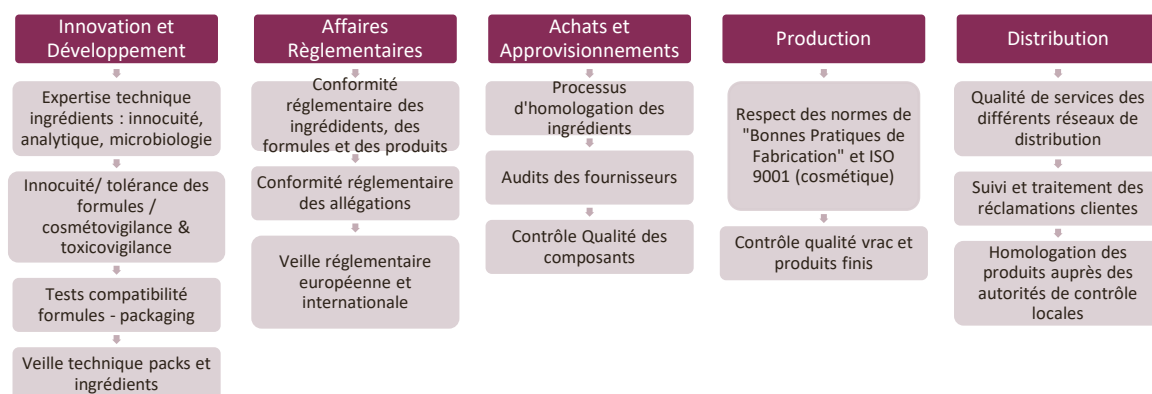 Innovation et
Développement
Expertise technique
ingrédients : innocuité,
analytique, microbiologie
Innocuité/ tolérance des
formules /
cosmétovigilance &
toxicovigilance
Tests compatibilité
formules - packaging
Veille technique packs et
ingrédients
Affaires
Règlementaires
Conformité
réglementaire des
ingrédidents, des
formules et des produits
Conformité réglementaire
des allégations
Veille réglementaire
européenne et
internationale
Achats et
Approvisionnements
Processus
d'homologation des
ingrédients
Audits des fournisseurs
Contrôle Qualité des
composants
Production
Respect des normes de
"Bonnes Pratiques de
Fabrication" et ISO
9001 (cosmétique)
Contrôle qualité vrac et
produits finis
Distribution
Qualité de services des
différents réseaux de
distribution
Suivi et traitement des
réclamations clientes
Homologation des
produits auprès des
autorités de contrôle
locales